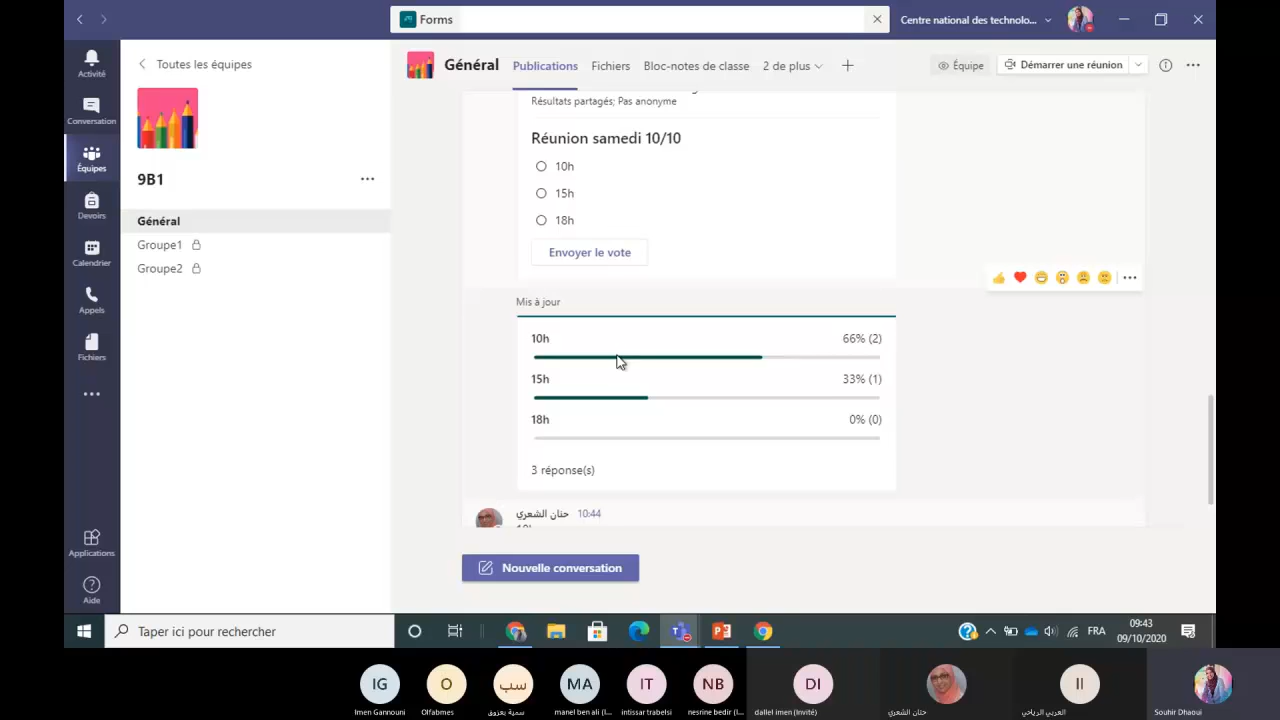 Forms
Centre national des technolo...
Activité
Conversation
Équipes
Devoirs
Calendrier
Appels
Fichiers
Applications
Aide
Toutes les équipes
9B1
Général
Groupe1
Groupe2
Général
Publications
Fichiers
Bloc-notes de classe
2 de plus
Équipe
Démarrer une réunion
Résultats partagés; Pas anonyme
Réunion samedi 10/10
10h
15h
18h
Envoyer le vote
Mis à jour
10h 66% (2)
15h 33% (1)
18h 0% (0)
3 réponse(s)
حنان الشعري 10:44
Nouvelle conversation
Taper ici pour rechercher
FRA
09:43
09/10/2020
IG
O
سب
MA
IT
NB
DI
II
Imen Gannouni
Olfabmes
سمية بعزوق
manel ben ali (I...
intissar trabelsi
nesrine bedir (I...
dallel imen (Invité)
حنان الشعري
العربي الرياحي
Souhir Dhaoui